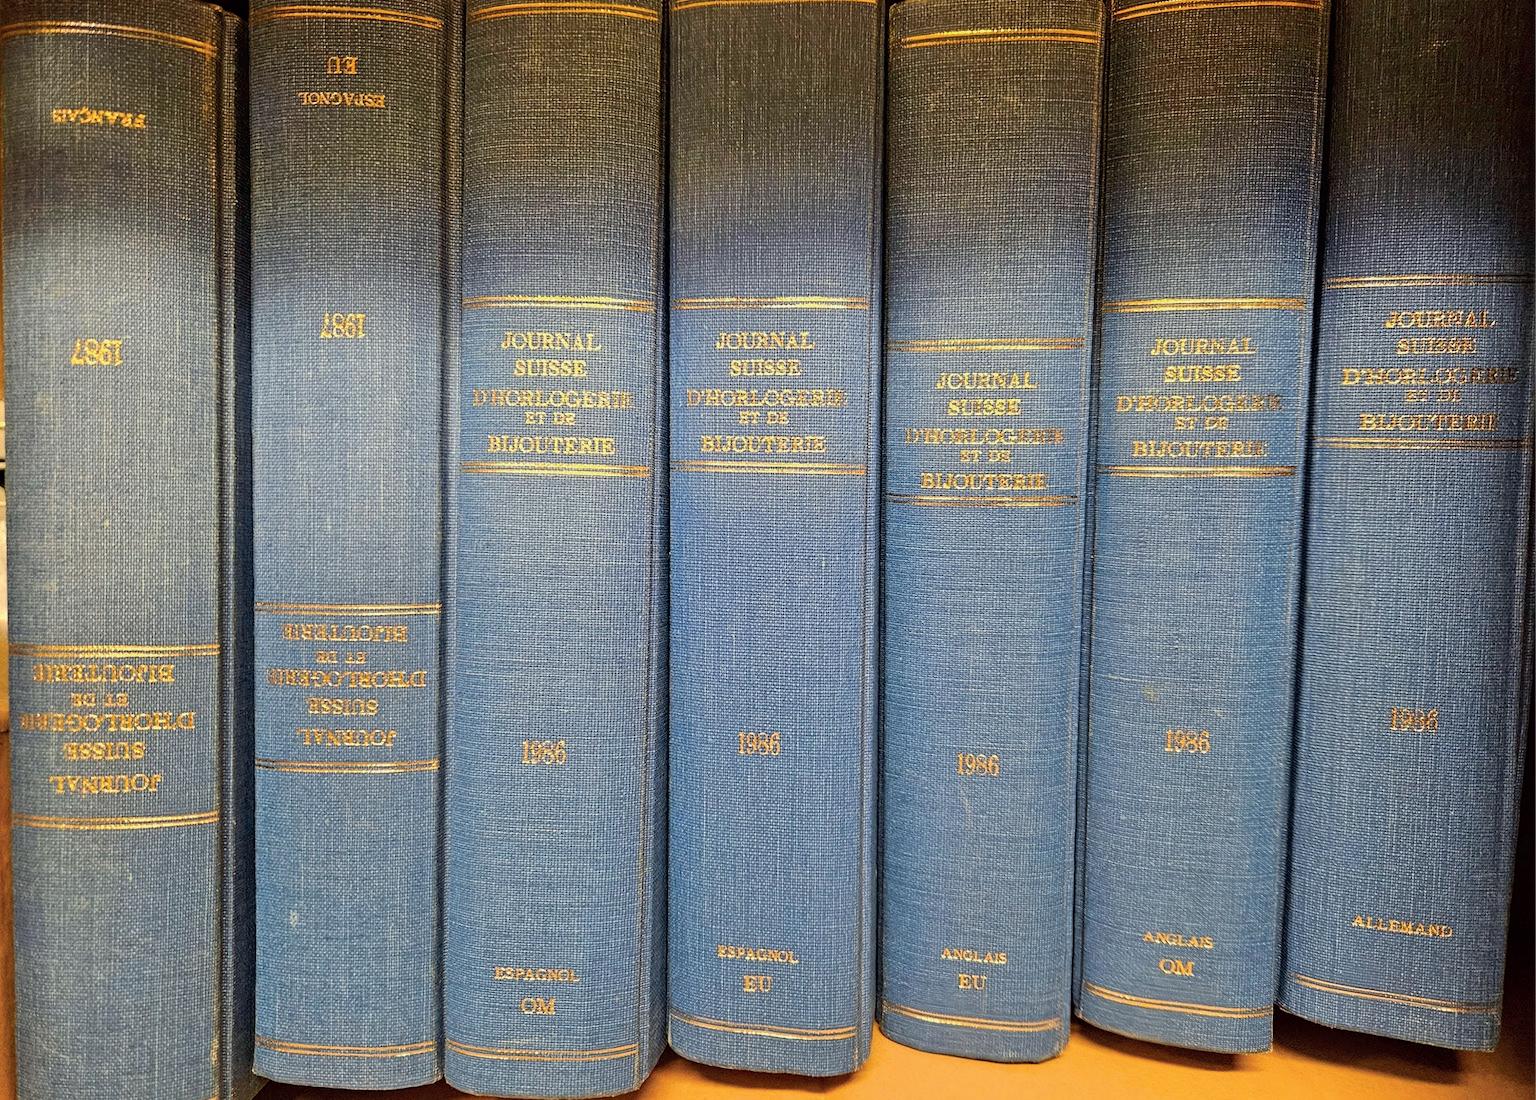 JOURNAL
SUISSE
D'HORLOGERIE
ET DE
BIJOUTERIE
1987
FRANÇAIS
JOURNAL
SUISSE
D'HORLOGERIE
ET DE
BIJOUTERIE
1987
ESPAGNOL
EU
JOURNAL
SUISSE
D'HORLOGERIE
ET DE
BIJOUTERIE
1986
ESPAGNOL
OM
JOURNAL
SUISSE
D'HORLOGERIE
ET DE
BIJOUTERIE
1986
ESPAGNOL
EU
JOURNAL
SUISSE
D'HORLOGERIE
ET DE
BIJOUTERIE
1986
ANGLAIS
EU
JOURNAL
SUISSE
D'HORLOGERIE
ET DE
BIJOUTERIE
1986
ANGLAIS
OM
JOURNAL
SUISSE
D'HORLOGERIE
ET DE
BIJOUTERIE
1986
ALLEMAND